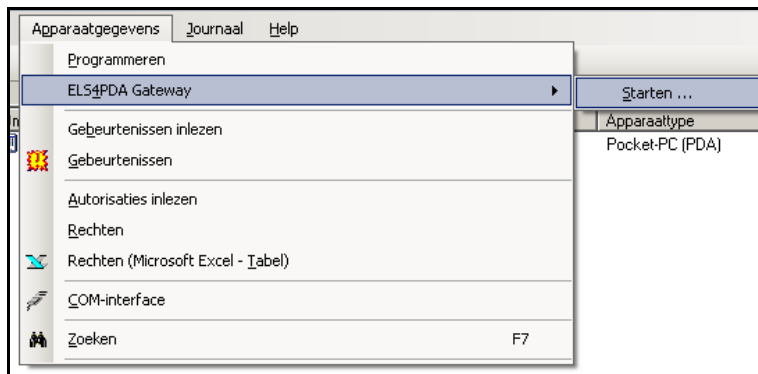 Apparaatgegevens Journaal Help
Programmeren
ELS4PDA Gateway Starten ...
Apparaattype
Gebeurtenissen inlezen
Pocket-PC (PDA)
Gebeurtenissen
Autorisaties inlezen
Rechten
Rechten (Microsoft Excel - Tabel)
COM-interface
Zoeken F7